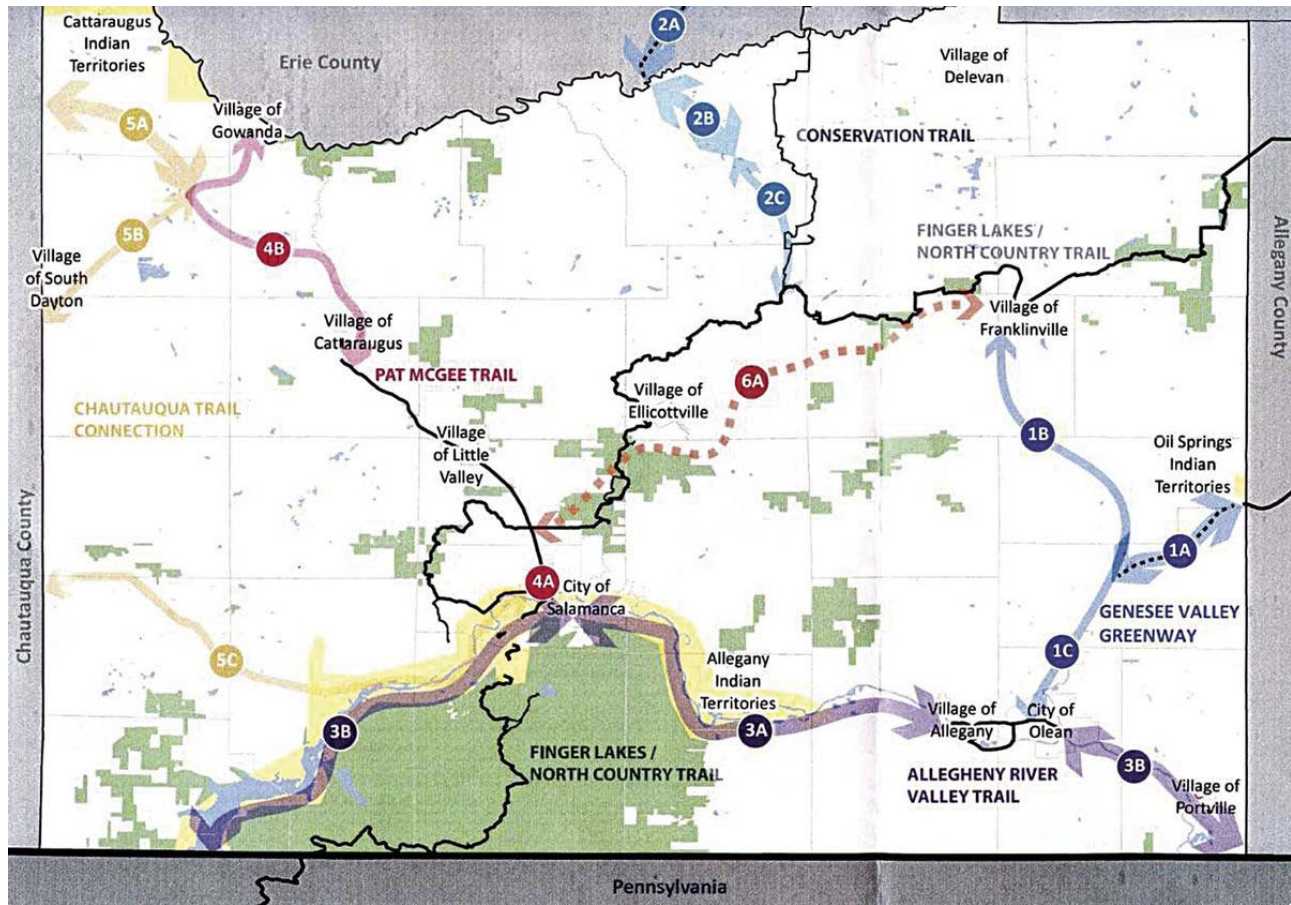 Cattaraugus
Indian
Territories
Erie County
2A
Village of
Delevan
5A
Village of
Gowanda
2B
CONSERVATION TRAIL
2C
5B
4B
FINGER LAKES /
NORTH COUNTRY TRAIL
Allegany County
Village
of South
Dayton
Village of
Cattaraugus
Village of
Franklinville
PAT MCGEE TRAIL
6A
Village of
Ellicottville
CHAUTAUQUA TRAIL
CONNECTION
Village
of Little
Valley
1B
Oil Springs
Indian
Territories
1A
Chautauqua County
4A
City of
Salamanca
GENESEE VALLEY
GREENWAY
5C
1C
Allegany
Indian
Territories
3B
3A
Village of
Allegany
City of
Olean
FINGER LAKES /
NORTH COUNTRY TRAIL
ALLEGHENY RIVER
VALLEY TRAIL
3B
Village of
Portville
Pennsylvania